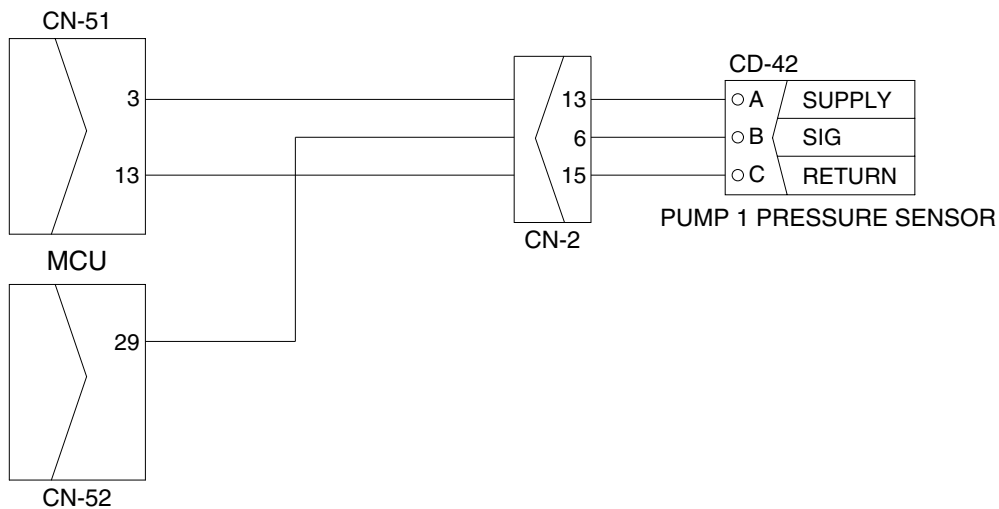 CN-51
3
13
MCU
29
CN-52
13
6
15
CN-2
CD-42
A SUPPLY
B SIG
C RETURN
PUMP 1 PRESSURE SENSOR